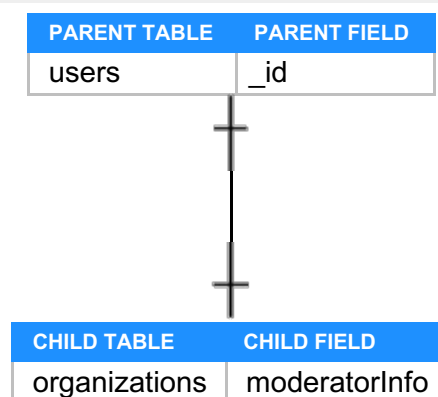 PARENT TABLE PARENT FIELD
users _id
CHILD TABLE CHILD FIELD
organizations moderatorInfo